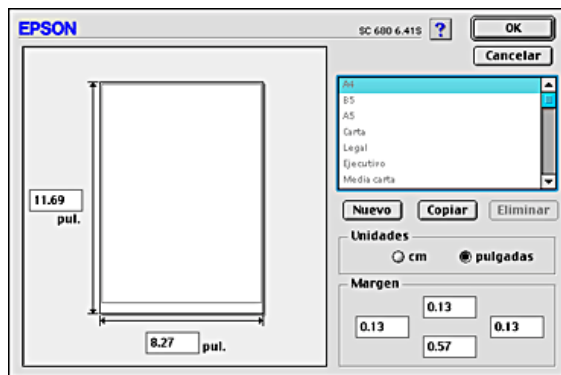 EPSON
SC 680 6.41S
?
OK
Cancelar
A4
B5
A5
Carta
Legal
Ejecutivo
Media carta
11.69
pul.
8.27 pul.
Nuevo Copiar Eliminar
Unidades
cm pulgadas
Margen
0.13
0.13 0.13
0.57